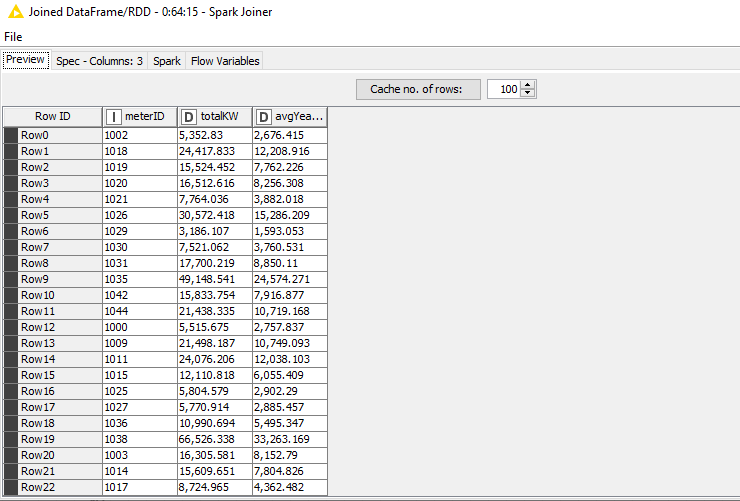 Joined DataFrame/RDD - 0:64:15 - Spark Joiner
File
Preview Spec - Columns: 3 Spark Flow Variables
Cache no. of rows: 100
Row ID I meterID D totalKW D avgYea...
Row0 1002 5,352.83 2,676.415
Row1 1018 24,417.833 12,208.916
Row2 1019 15,524.452 7,762.226
Row3 1020 16,512.616 8,256.308
Row4 1021 7,764.036 3,882.018
Row5 1026 30,572.418 15,286.209
Row6 1029 3,186.107 1,593.053
Row7 1030 7,521.062 3,760.531
Row8 1031 17,700.219 8,850.11
Row9 1035 49,148.541 24,574.271
Row10 1042 15,833.754 7,916.877
Row11 1044 21,438.335 10,719.168
Row12 1000 5,515.675 2,757.837
Row13 1009 21,498.187 10,749.093
Row14 1011 24,076.206 12,038.103
Row15 1015 12,110.818 6,055.409
Row16 1025 5,804.579 2,902.29
Row17 1027 5,770.914 2,885.457
Row18 1036 10,990.694 5,495.347
Row19 1038 66,526.338 33,263.169
Row20 1003 16,305.581 8,152.79
Row21 1014 15,609.651 7,804.826
Row22 1017 8,724.965 4,362.482